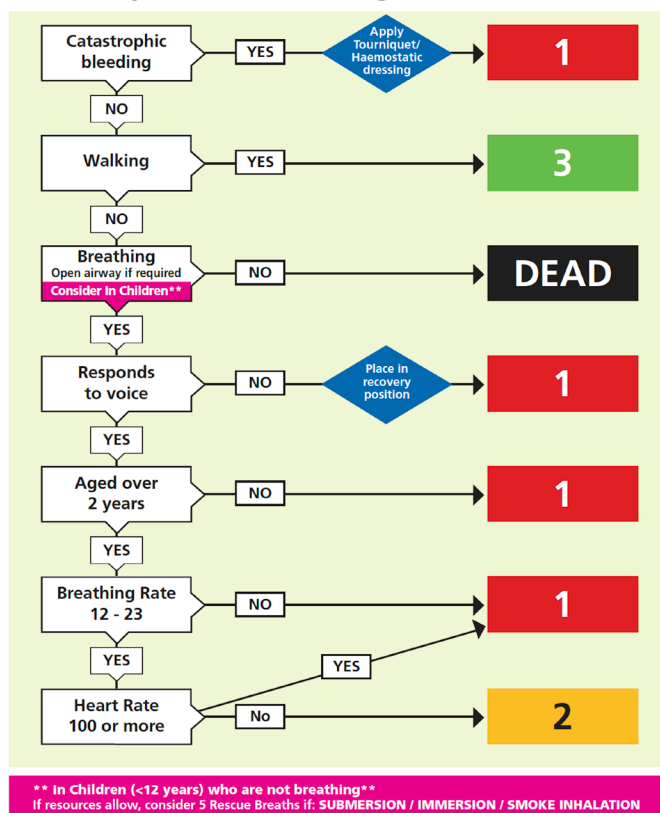 Catastrophic
bleeding
YES
Apply
Tourniquet/
Haemostatic
dressing
1
NO
Walking
YES
3
NO
Breathing
Open airway if required
Consider In Children**
NO
DEAD
YES
Responds
to voice
NO
Place in
recovery
position
1
YES
Aged over
2 years
NO
1
YES
Breathing Rate
12 - 23
NO
1
YES
YES
Heart Rate
100 or more
No
2
** In Children (<12 years) who are not breathing**
If resources allow, consider 5 Rescue Breaths if: SUBMERSION / IMMERSION / SMOKE INHALATION